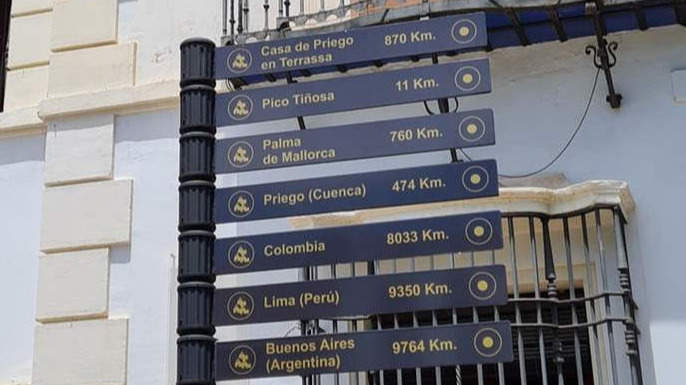 Casa de Priego 870 Km.
en Terrassa
Pico Tiñosa 11 Km.
Palma 760 Km.
de Mallorca
Priego (Cuenca) 474 Km.
Colombia 8033 Km.
Lima (Perú) 9350 Km.
Buenos Aires 9764 Km.
(Argentina)